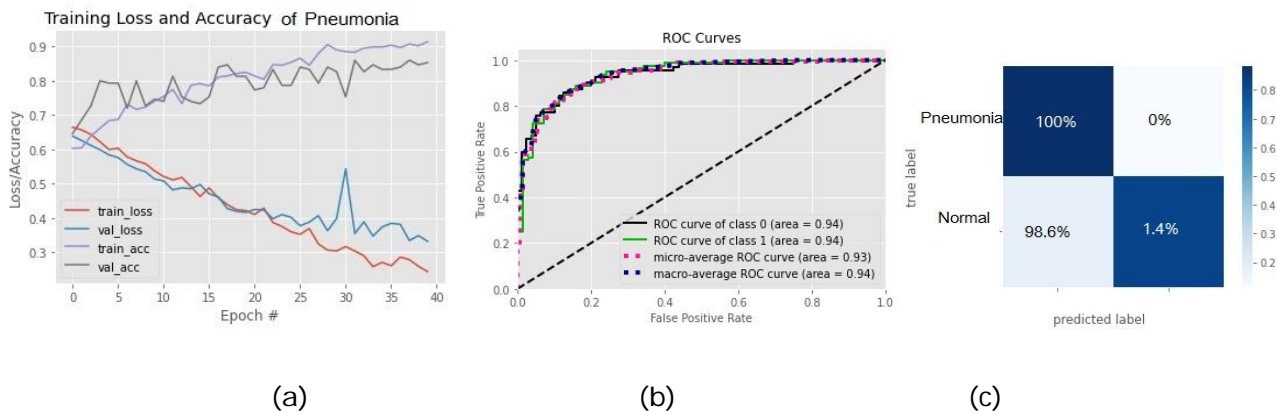 Training Loss and Accuracy of Pneumonia
Loss/Accuracy
0.9
0.8
0.7
0.6
0.5
0.4
0.3
train_loss
val_loss
train_acc
val_acc
0 5 10 15 20 25 30 35 40
Epoch #
(a)
ROC Curves
True Positive Rate
1.0
0.8
0.6
0.4
0.2
0.0
ROC curve of class 0 (area = 0.94)
ROC curve of class 1 (area = 0.94)
micro-average ROC curve (area = 0.93)
macro-average ROC curve (area = 0.94)
0.0 0.2 0.4 0.6 0.8 1.0
False Positive Rate
(b)
true label
Pneumonia 100% 0%
Normal 98.6% 1.4%
predicted label
0.8
0.7
0.6
0.5
0.4
0.3
0.2
(c)